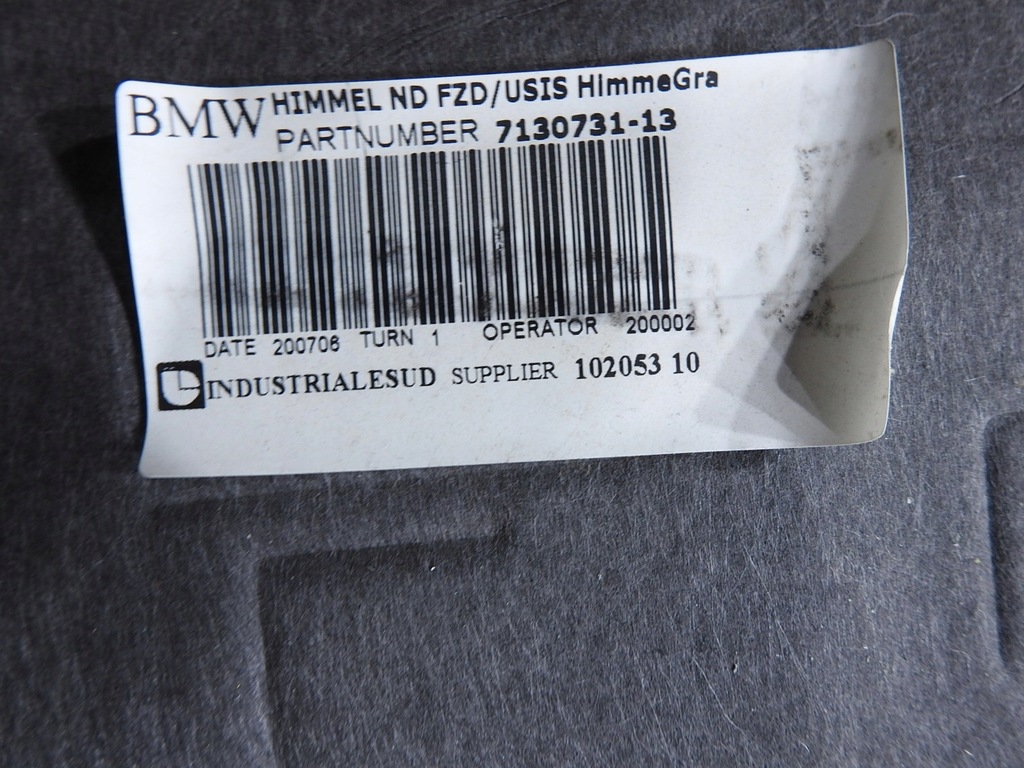 BMW HIMMEL ND FZD/USIS HimmeGra
PARTNUMBER 7130731-13
DATE 200706 TURN 1 OPERATOR 200002
INDUSTRIALESUD SUPPLIER 102053 10